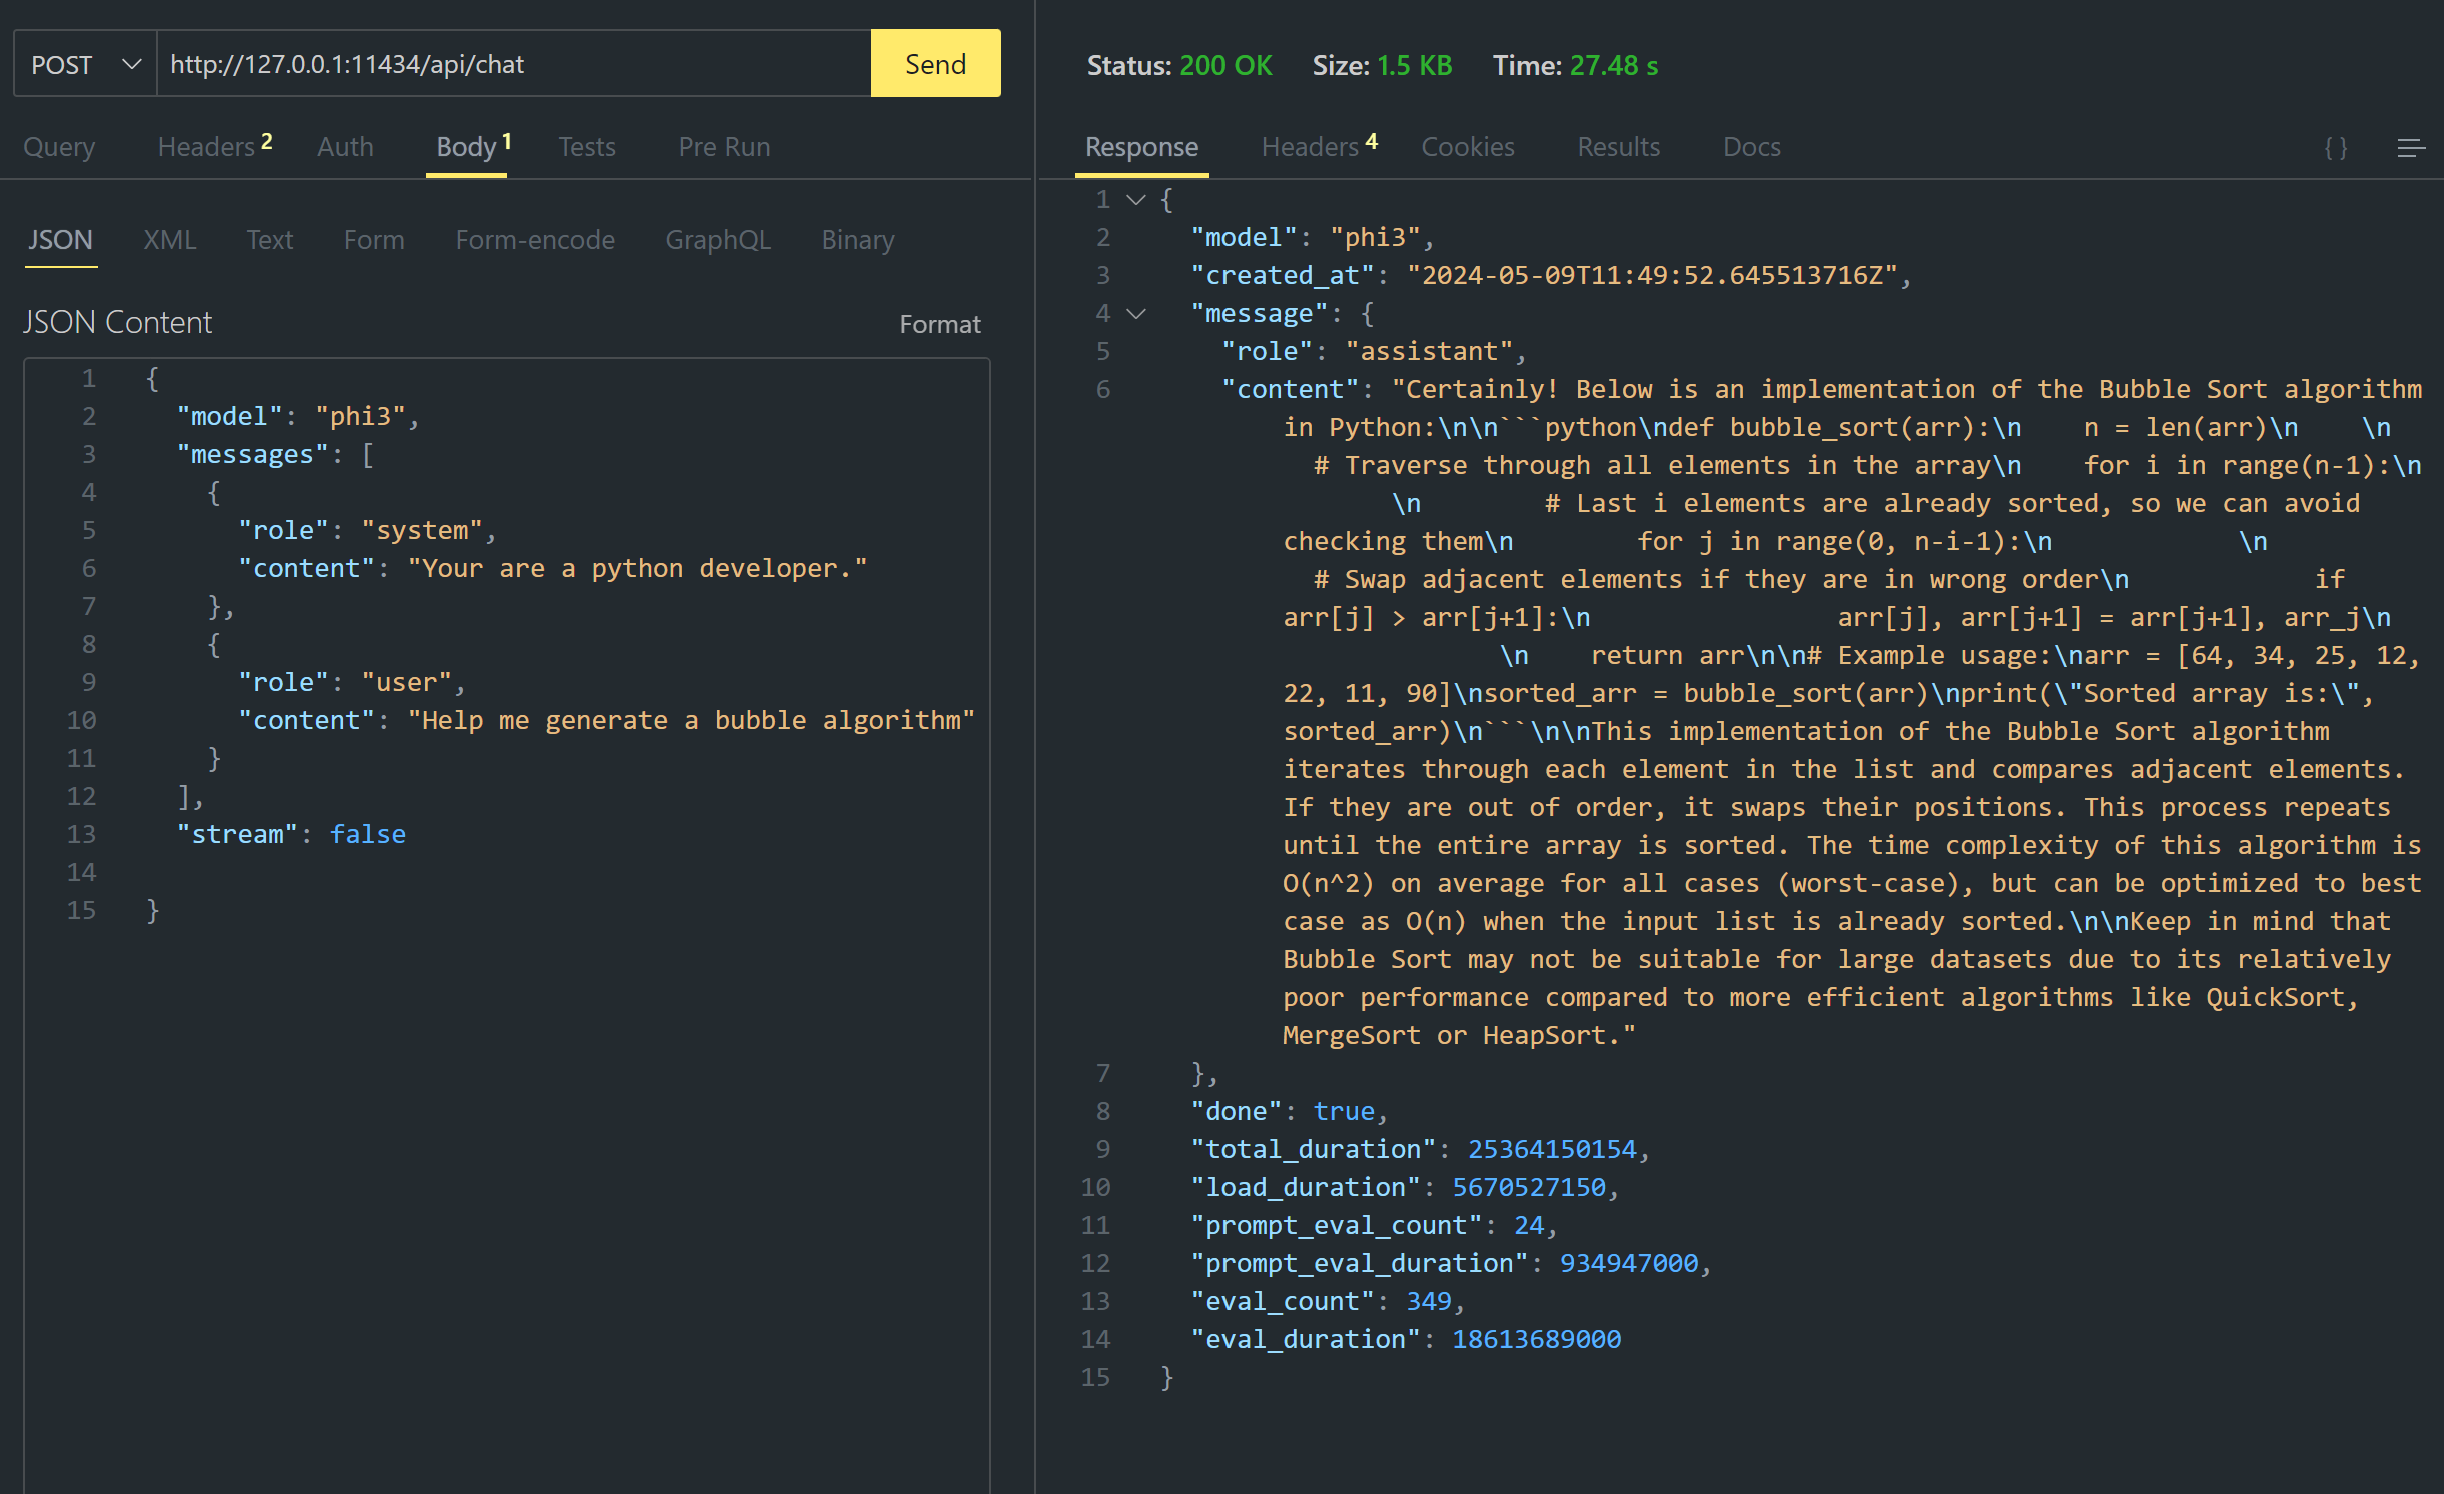 POST http://127.0.0.1:11434/api/chat Send
Query Headers 2 Auth Body 1 Tests Pre Run
JSON XML Text Form Form-encode GraphQL Binary
JSON Content Format
1 {
2 "model": "phi3",
3 "messages": [
4 {
5 "role": "system",
6 "content": "Your are a python developer."
7 },
8 {
9 "role": "user",
10 "content": "Help me generate a bubble algorithm"
11 }
12 ],
13 "stream": false
14
15 }
Status: 200 OK Size: 1.5 KB Time: 27.48 s
Response Headers 4 Cookies Results Docs { }
1 {
2 "model": "phi3",
3 "created_at": "2024-05-09T11:49:52.645513716Z",
4 "message": {
5 "role": "assistant",
6 "content": "Certainly! Below is an implementation of the Bubble Sort algorithm
in Python:\n\n```python\ndef bubble_sort(arr):\n    n = len(arr)\n    \n
# Traverse through all elements in the array\n    for i in range(n-1):\n
\n        # Last i elements are already sorted, so we can avoid
checking them\n        for j in range(0, n-i-1):\n            \n
# Swap adjacent elements if they are in wrong order\n            if
arr[j] > arr[j+1]:\n                arr[j], arr[j+1] = arr[j+1], arr_j\n
\n    return arr\n\n# Example usage:\narr = [64, 34, 25, 12,
22, 11, 90]\nsorted_arr = bubble_sort(arr)\nprint(\"Sorted array is:\",
sorted_arr)\n```\n\nThis implementation of the Bubble Sort algorithm
iterates through each element in the list and compares adjacent elements.
If they are out of order, it swaps their positions. This process repeats
until the entire array is sorted. The time complexity of this algorithm is
O(n^2) on average for all cases (worst-case), but can be optimized to best
case as O(n) when the input list is already sorted.\n\nKeep in mind that
Bubble Sort may not be suitable for large datasets due to its relatively
poor performance compared to more efficient algorithms like QuickSort,
MergeSort or HeapSort."
7 },
8 "done": true,
9 "total_duration": 25364150154,
10 "load_duration": 5670527150,
11 "prompt_eval_count": 24,
12 "prompt_eval_duration": 934947000,
13 "eval_count": 349,
14 "eval_duration": 18613689000
15 }